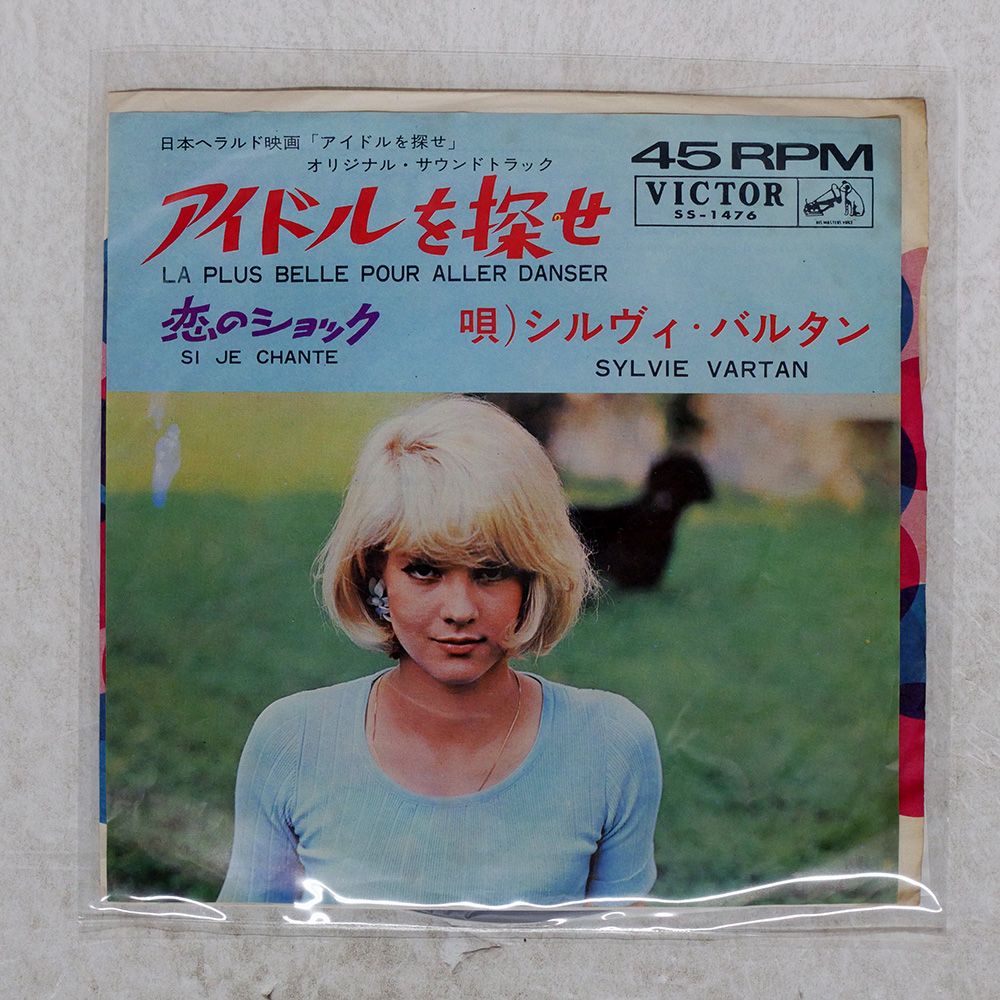 日本ヘラルド映画「アイドルを探せ」
オリジナル・サウンドトラック
アイドルを探せ
LA PLUS BELLE POUR ALLER DANSER
恋のショック
SI JE CHANTE
45 RPM
VICTOR
SS-1476
HIS MASTER'S VOICE
唄)シルヴィ・バルタン
SYLVIE VARTAN